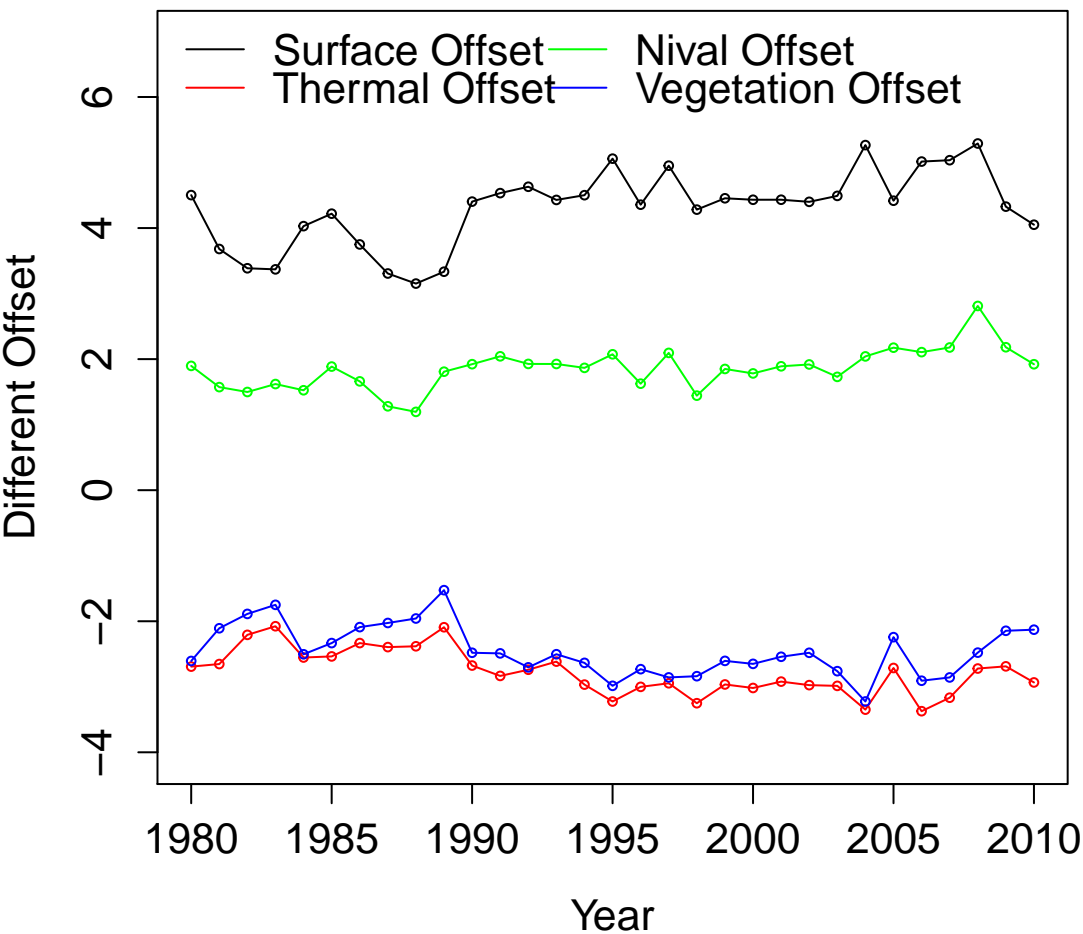 Surface Offset Nival Offset
Thermal Offset Vegetation Offset
6
4
2
0
−2
−4
Different Offset
1980 1985 1990 1995 2000 2005 2010
Year